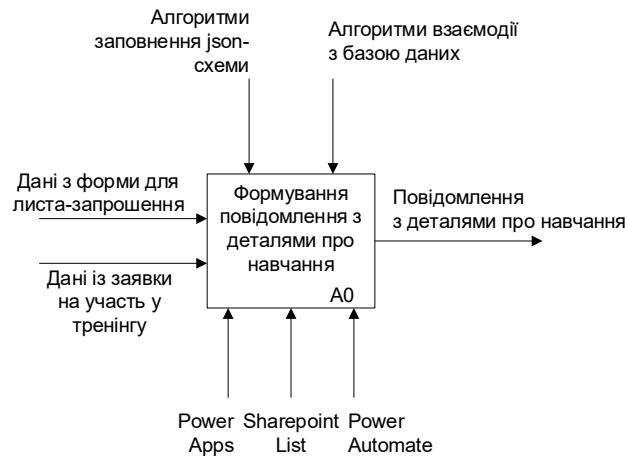 Алгоритми
заповнення json-
схеми
Алгоритми взаємодії
з базою даних
Дані з форми для
листа-запрошення
Дані із заявки
на участь у
тренінгу
Формування
повідомлення з
деталями про
навчання
A0
Повідомлення
з деталями про навчання
Power
Apps
Sharepoint
List
Power
Automate